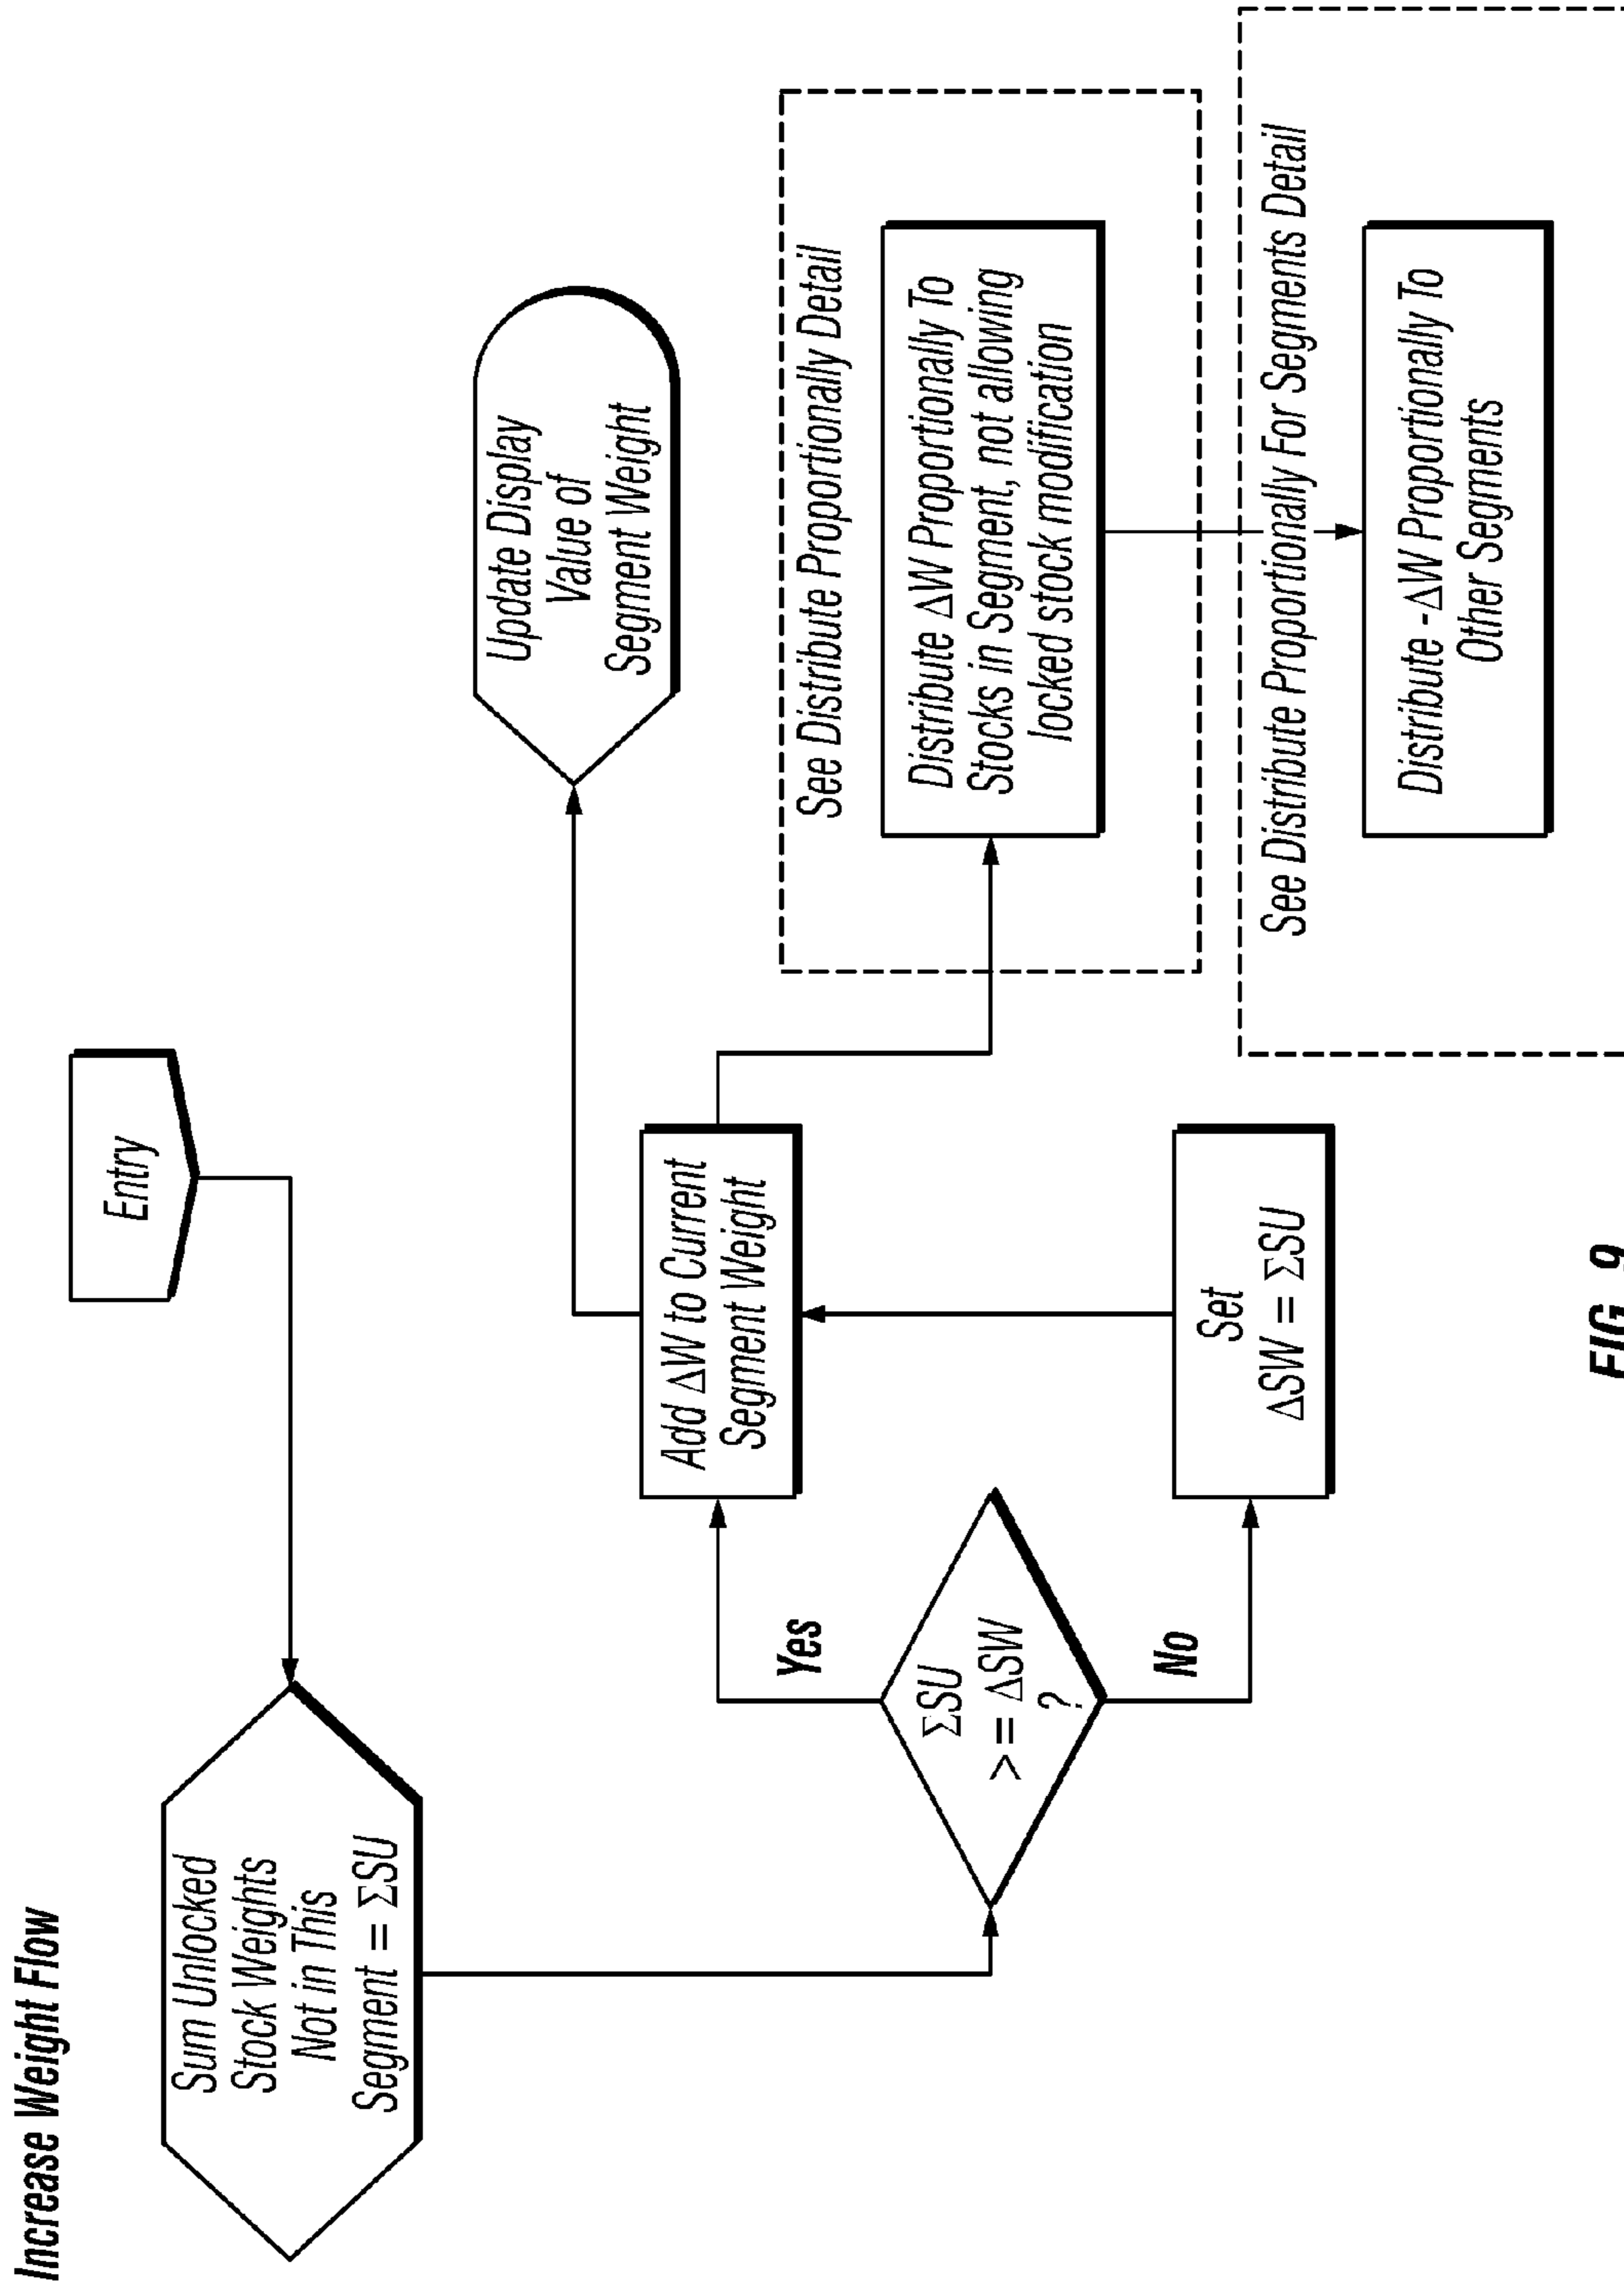 Increase Weight Flow
Entry
Sum Unlocked
Stock Weights
Not in This
Segment = ΣSU
ΣSU
>= ΔSW
?
Yes
No
Add ΔW to Current
Segment Weight
Set
ΔSW = ΣSU
Update Display
Value of
Segment Weight
See Distribute Proportionally Detail
Distribute ΔW Proportionally To
Stocks in Segment, not allowing
locked stock modification
See Distribute Proportionally For Segments Detail
Distribute -ΔW Proportionally To
Other Segments
FIG. 9